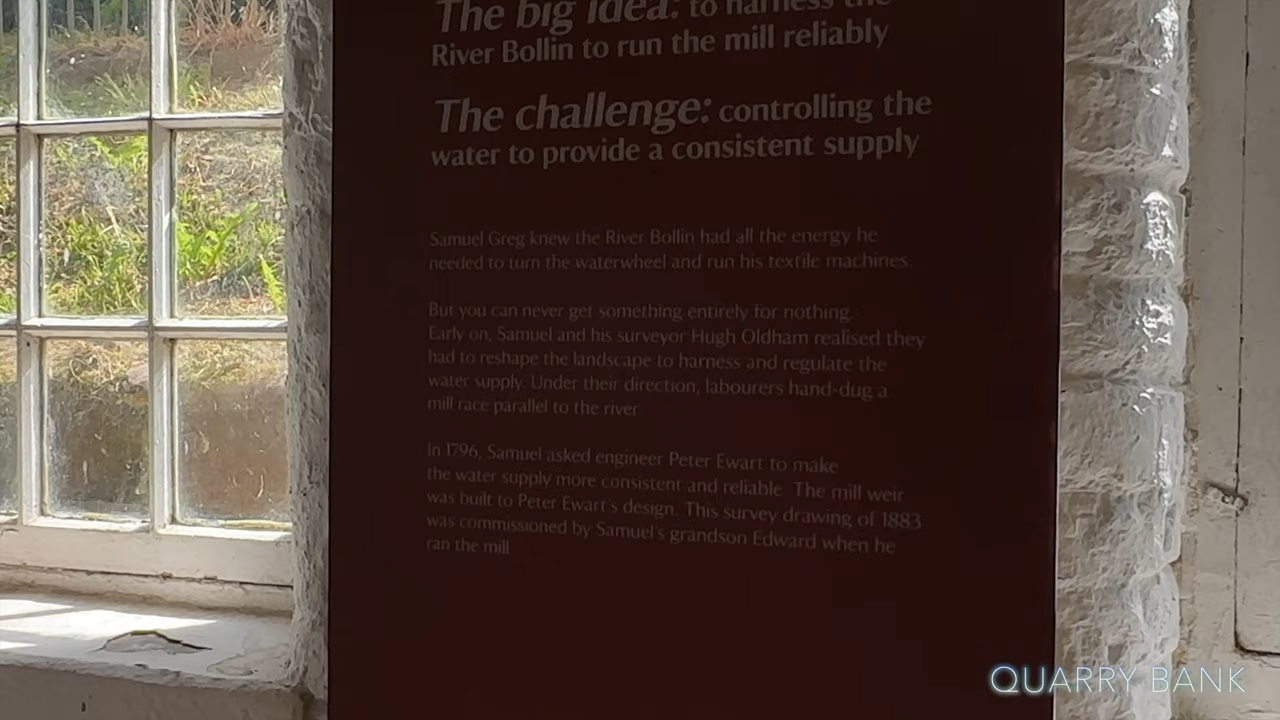 The big idea: to harness the
River Bollin to run the mill reliably
The challenge: controlling the
water to provide a consistent supply
Samuel Greg knew the River Bollin had all the energy he
needed to turn the waterwheel and run his textile machines.
But you can never get something entirely for nothing.
Early on, Samuel and his surveyor Hugh Oldham realised they
had to reshape the landscape to harness and regulate the
water supply. Under their direction, labourers hand-dug a
mill race parallel to the river.
In 1796, Samuel asked engineer Peter Ewart to make
the water supply more consistent and reliable. The mill weir
was built to Peter Ewart's design. This survey drawing of 1883
was commissioned by Samuel's grandson Edward when he
ran the mill.
QUARRY BANK